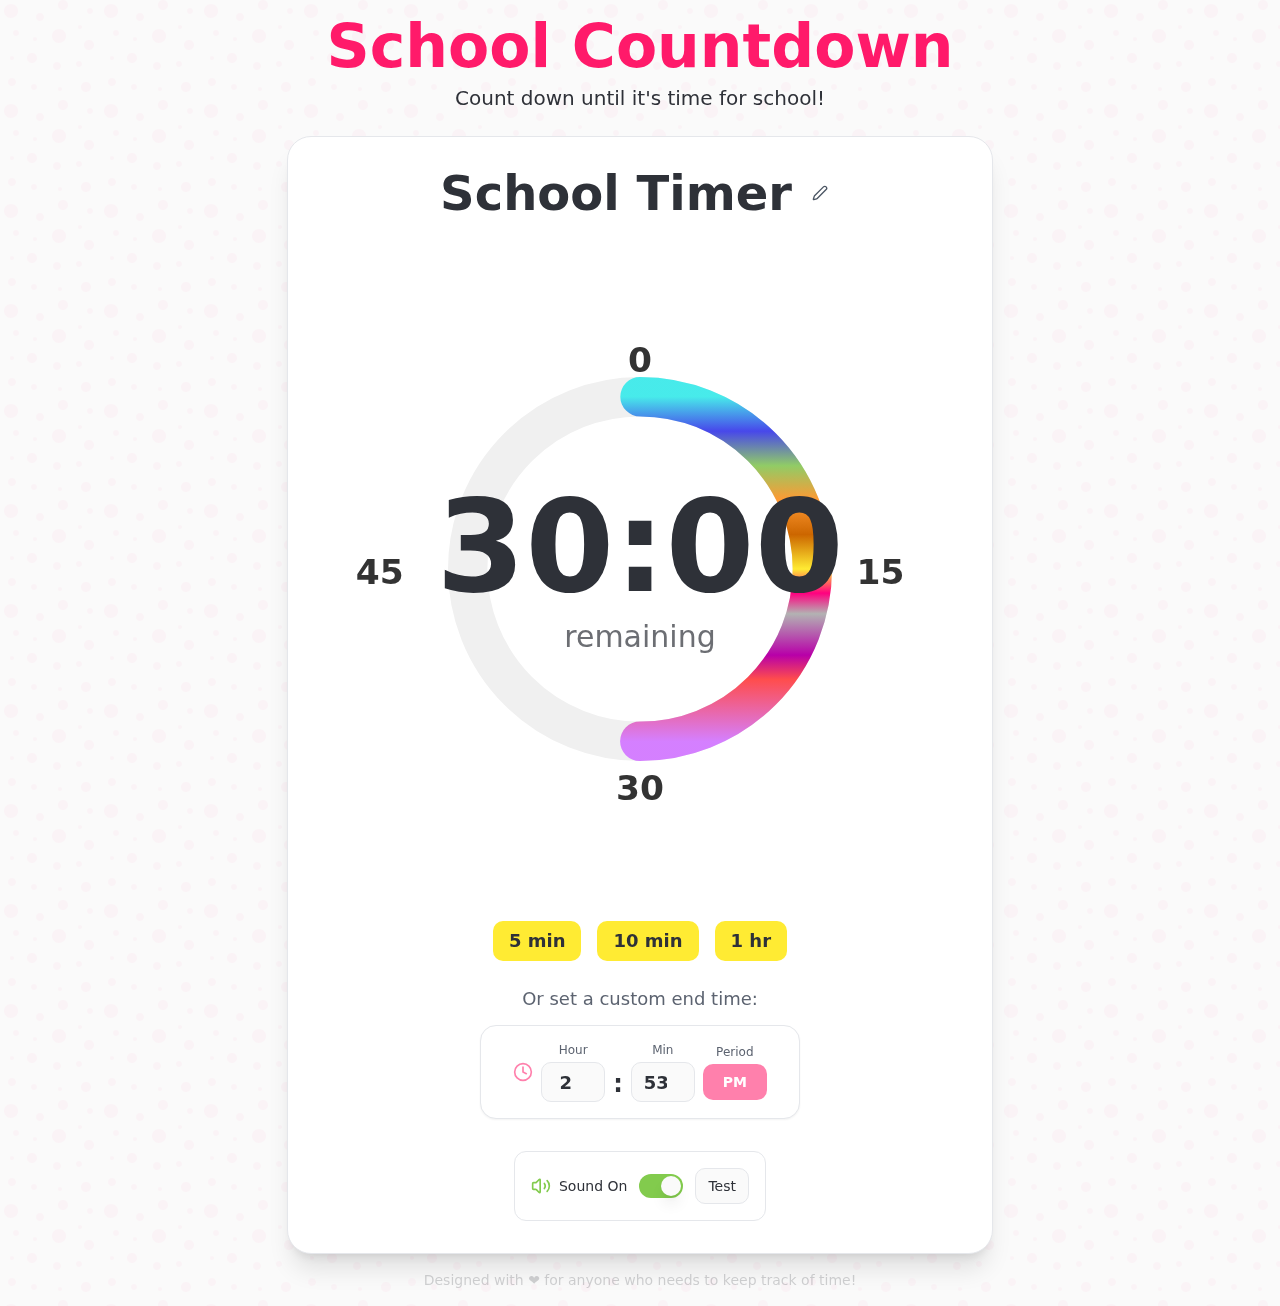 School Countdown
Count down until it's time for school!
School Timer
0
45
30:00
15
remaining
30
5 min
10 min
1 hr
Or set a custom end time:
Hour
Min
Period
2
:
53
PM
Sound On
Test
Designed with ❤ for anyone who needs to keep track of time!